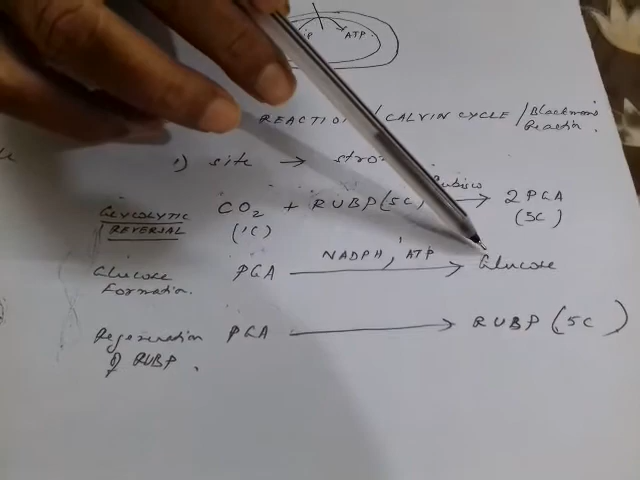 ATP
REACTION / CALVIN CYCLE / Blackman's
Reaction.
1) site → stro
Rubisco
GLYCOLYTIC CO2 + RUBP (5C) → 2 PGA
REVERSAL (1C) (5C)
NADPH, ATP
Glucose PGA → Glucose
Formation.
Regeneration PGA → RUBP (5C)
of RUBP.